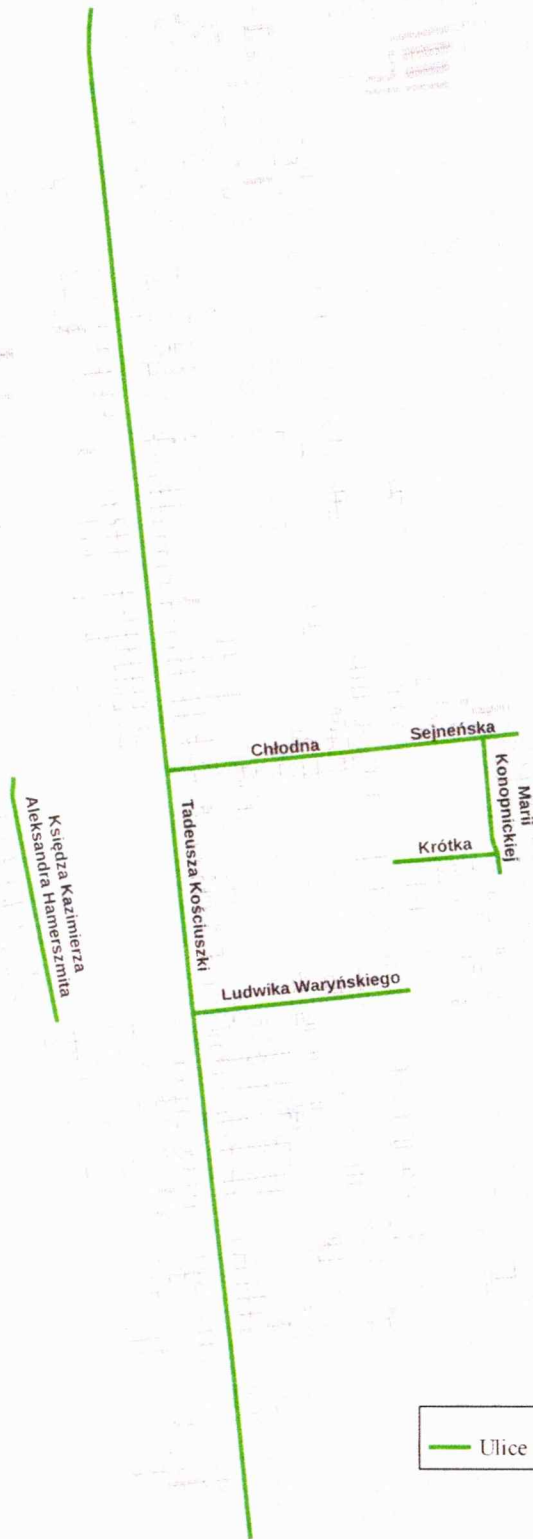 Chłodna
Sejneńska
Marii
Konopnickiej
Krótka
Tadeusza Kościuszki
Księdza Kazimierza
Aleksandra Hamerszmita
Ludwika Waryńskiego
Ulice